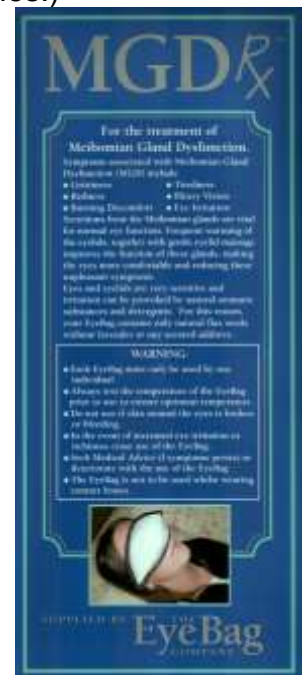 MGDRx
For the treatment of
Meibomian Gland Dysfunction.
Symptoms associated with Meibomian Gland
Dysfunction (MGD) include
Grittiness
Tiredness
Redness
Blurry Vision
Burning Discomfort
Eye Irritation
Secretions from the Meibomian glands are vital
for normal eye function. Frequent warming of
the eyelids, together with gentle eyelid massage
improves the function of these glands, making
the eyes more comfortable and reducing these
unpleasant symptoms.
Eyes and eyelids are very sensitive and
irritation can be provoked by natural aromatic
substances and detergents. For this reason,
your EyeBag contains only natural flax seeds
without lavender or any scented additive.
WARNING
Each EyeBag must only be used by one
individual
Always test the temperature of the EyeBag
prior to use to ensure optimum temperature.
Do not use if skin around the eyes is broken
or bleeding.
In the event of increased eye irritation or
itchiness cease use of the EyeBag.
Seek Medical Advice if symptoms persist or
deteriorate with the use of the EyeBag
The EyeBag is not to be used whilst wearing
contact lenses
SUPPLIED BY THE
EyeBag
COMPANY